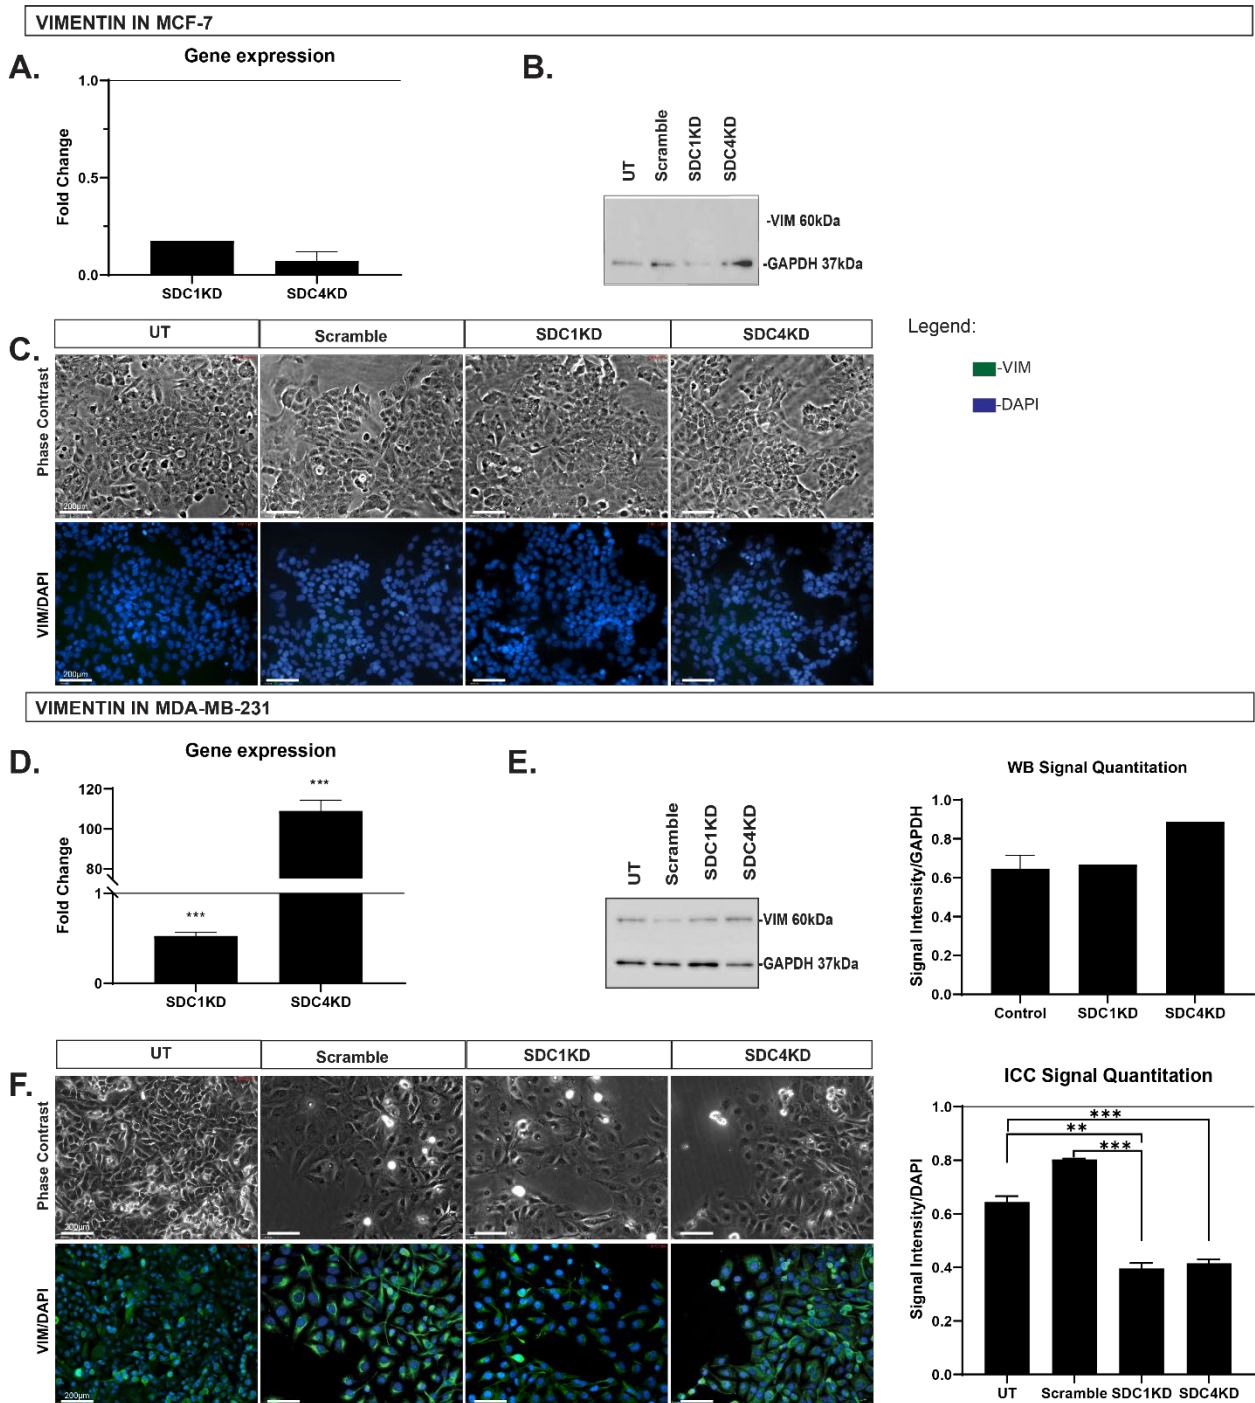 VIMENTIN IN MCF-7
A.
Gene expression
Fold Change
1.0
0.5
0.0
SDC1KD
SDC4KD
B.
UT
Scramble
SDC1KD
SDC4KD
-VIM 60kDa
-GAPDH 37kDa
C.
UT
Scramble
SDC1KD
SDC4KD
Phase Contrast
200µm
VIM/DAPI
200µm
Legend:
-VIM
-DAPI
VIMENTIN IN MDA-MB-231
D.
Gene expression
Fold Change
120
100
80
1
0
***
***
SDC1KD
SDC4KD
E.
UT
Scramble
SDC1KD
SDC4KD
-VIM 60kDa
-GAPDH 37kDa
WB Signal Quantitation
Signal Intensity/GAPDH
1.0
0.8
0.6
0.4
0.2
0.0
Control
SDC1KD
SDC4KD
F.
UT
Scramble
SDC1KD
SDC4KD
Phase Contrast
VIM/DAPI
200µm
ICC Signal Quantitation
Signal Intensity/DAPI
1.0
0.8
0.6
0.4
0.2
0.0
***
**
***
UT
Scramble
SDC1KD
SDC4KD